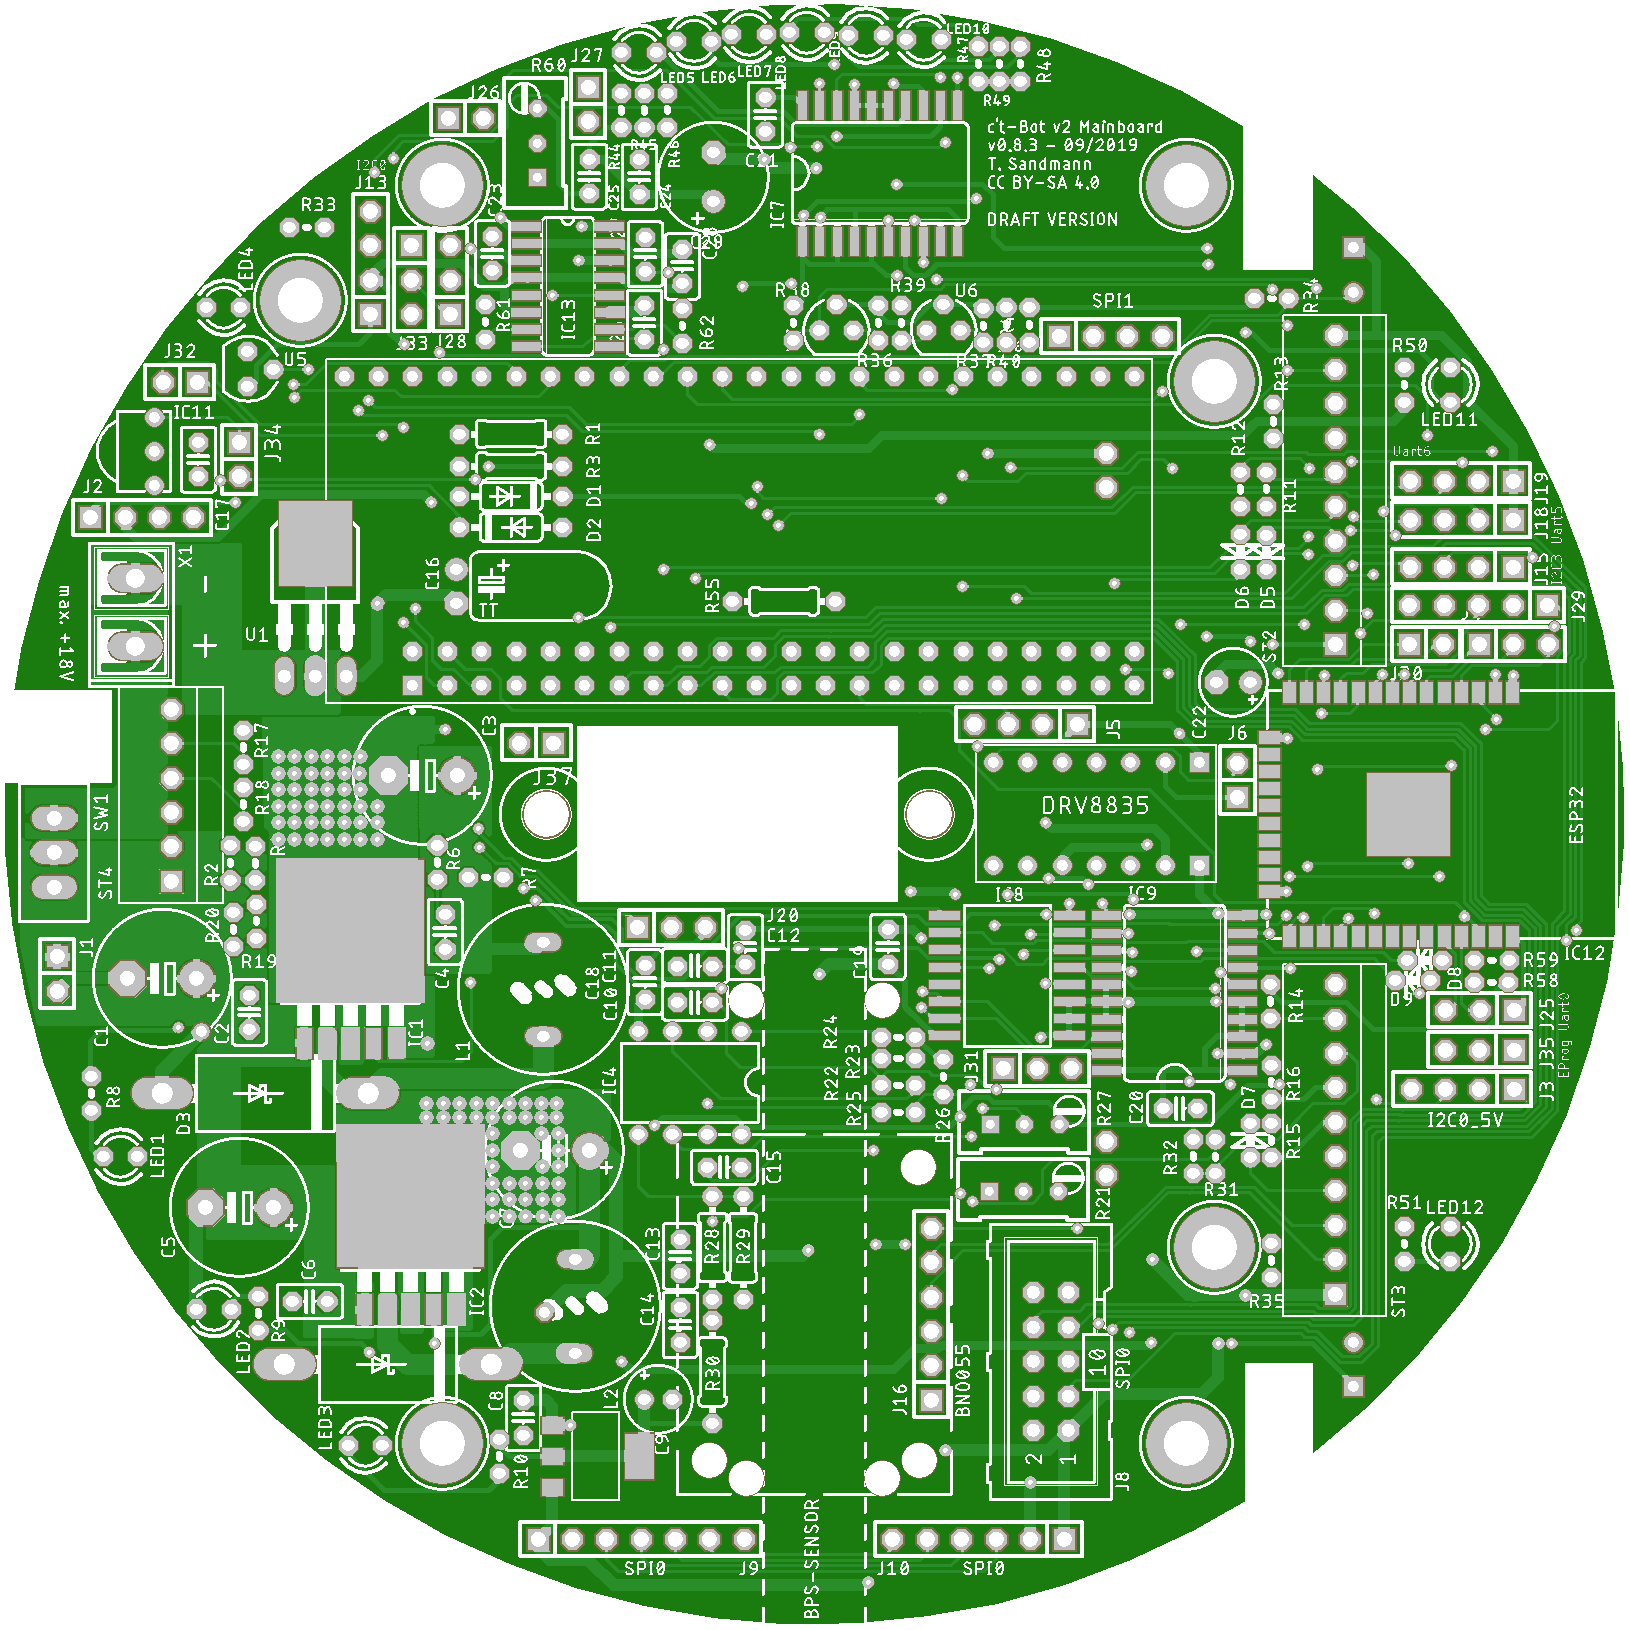 LED10
J27
R47
R48
R60
LED5
LED6
LED7
LED8
R49
J26
c't-Bot v2 Mainboard
v0.8.3 - 09/2019
T. Sandmann
CC BY-SA 4.0
DRAFT VERSION
R44
R45
R46
I2C0
J13
C25
C24
R33
C23
IC7
LED4
R61
IC13
R62
R39
U6
SPI1
R34
J28
R36
R37
R40
R50
J32
U5
R13
IC11
LED11
J34
R1
R12
Uart6
R3
J2
D1
R11
J19
C17
D2
J18
Uart5
X1
-
C16
+
TT
R55
D6
D5
J29
max. +18V
U1
+
ST2
J30
C3
J5
C22
J6
+
R17
J37
R18
+
DRV8835
SW1
ESP32
R6
R2
R7
ST4
IC8
IC9
R20
J20
C12
J1
R19
C4
C11
C18
C19
IC12
R59
R58
D8
D9
+
C10
R14
J25
C1
C2
IC1
L1
R24
R23
J35
EProg Uart0
IC4
J31
R22
R16
J3
R8
D3
R25
R27
C20
D7
I2C0_5V
R26
LED1
C15
R32
R15
+
R21
R31
R51
LED12
C5
+
C7
C13
R28
R29
C6
IC2
C14
R35
ST3
R9
LED2
R30
10
SPI0
J16
BNO055
C8
L2
+
LED3
C9
R10
2
1
J8
BPS-SENSOR
SPI0
J9
J10
SPI0